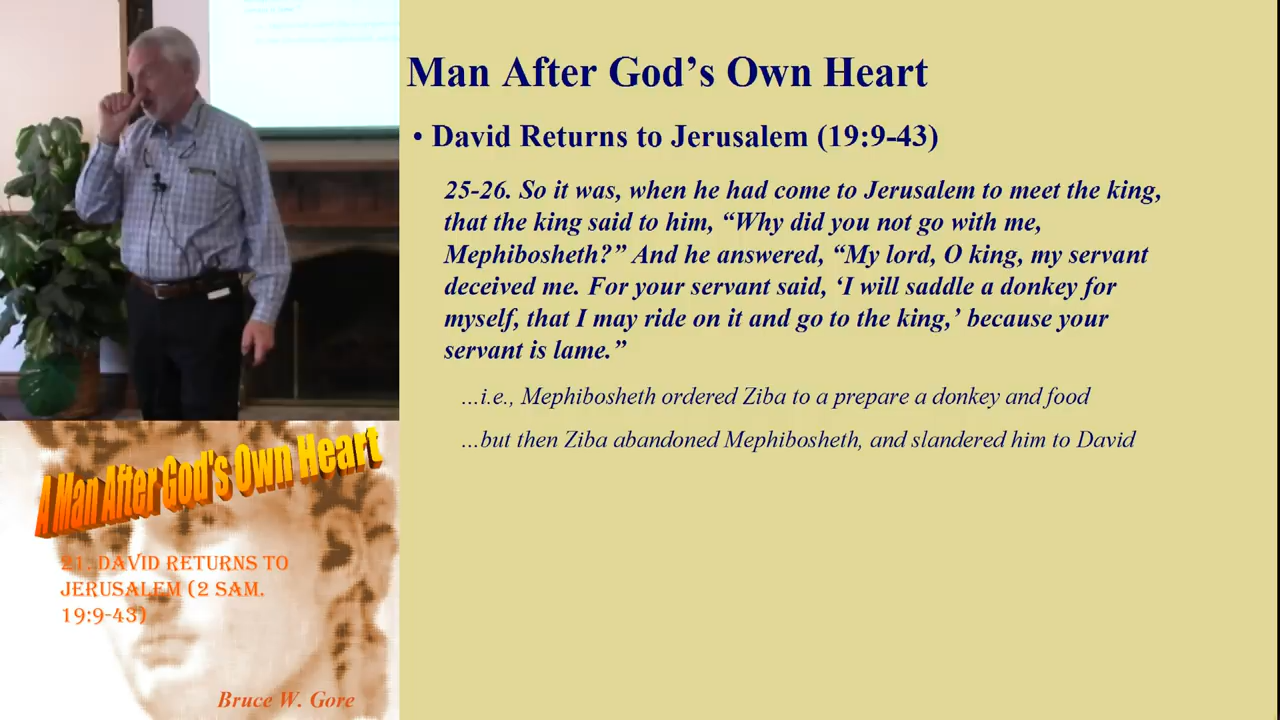 Man After God's Own Heart
• David Returns to Jerusalem (19:9-43)
25-26. So it was, when he had come to Jerusalem to meet the king,
that the king said to him, “Why did you not go with me,
Mephibosheth?” And he answered, “My lord, O king, my servant
deceived me. For your servant said, ‘I will saddle a donkey for
myself, that I may ride on it and go to the king,’ because your
servant is lame.”
...i.e., Mephibosheth ordered Ziba to a prepare a donkey and food
...but then Ziba abandoned Mephibosheth, and slandered him to David
A Man After God's Own Heart
21. David Returns to
Jerusalem (2 Sam.
19:9-43)
Bruce W. Gore